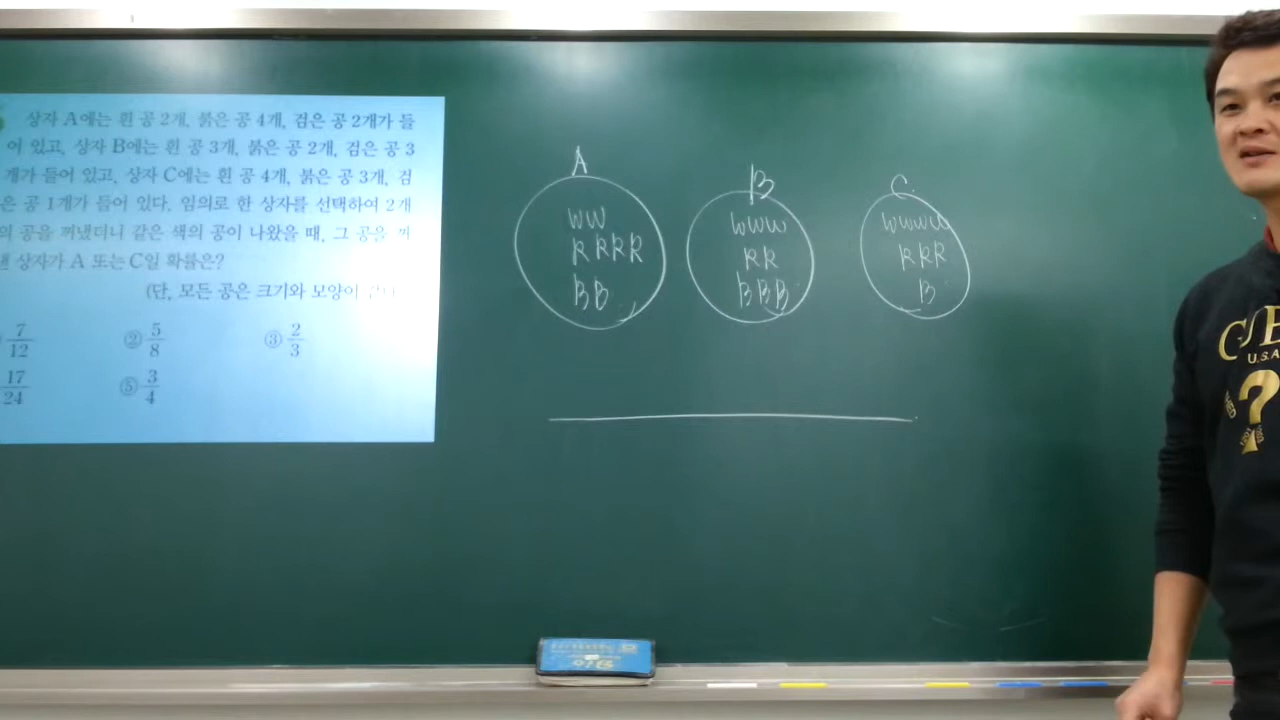 상자 A에는 흰 공 2개, 붉은 공 4개, 검은 공 2개가 들
어 있고, 상자 B에는 흰 공 3개, 붉은 공 2개, 검은 공 3
개가 들어 있고, 상자 C에는 흰 공 4개, 붉은 공 3개, 검
은 공 1개가 들어 있다. 임의로 한 상자를 선택하여 2개
의 공을 꺼냈더니 같은 색의 공이 나왔을 때, 그 공을
상자가 A 또는 C일 확률은?
(단, 모든 공은 크기와 모양이
7/12 ② 5/8 ③ 2/3
17/24 ⑤ 3/4
A B C
WW
RRRR
BB
WWW
RR
BBB
WWWW
RRR
B
U.S.A
?